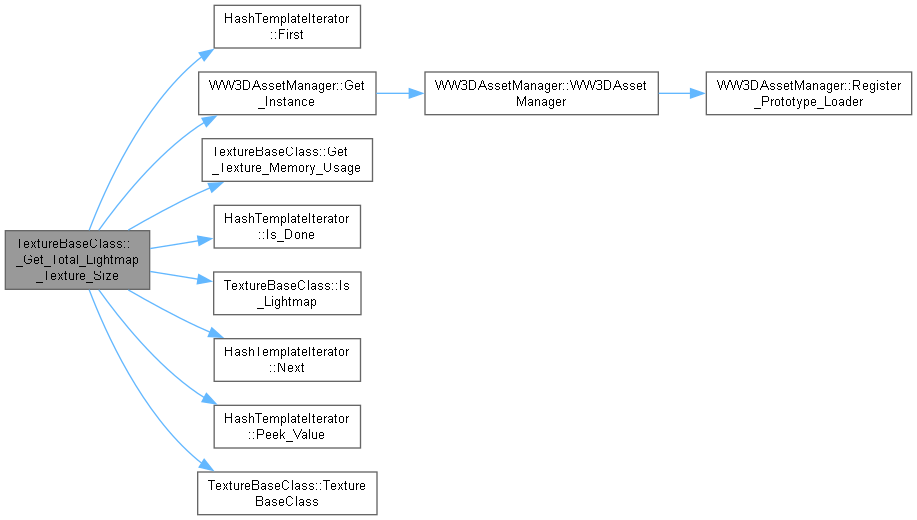 HashTemplateIterator
::First
WW3DAssetManager::Get
_Instance
WW3DAssetManager::WW3DAsset
Manager
WW3DAssetManager::Register
_Prototype_Loader
TextureBaseClass::Get
_Texture_Memory_Usage
HashTemplateIterator
::Is_Done
TextureBaseClass::
_Get_Total_Lightmap
_Texture_Size
TextureBaseClass::Is
_Lightmap
HashTemplateIterator
::Next
HashTemplateIterator
::Peek_Value
TextureBaseClass::Texture
BaseClass